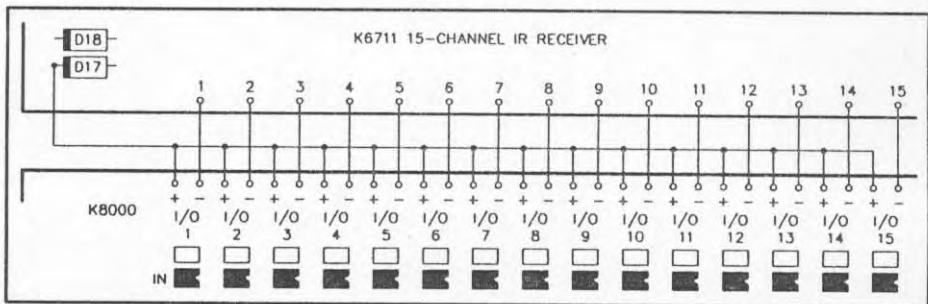 K6711 15-CHANNEL IR RECEIVER
D18
D17
1 2 3 4 5 6 7 8 9 10 11 12 13 14 15
+ - + - + - + - + - + - + - + - + - + - + - + - + - + - + -
K8000 I/O I/O I/O I/O I/O I/O I/O I/O I/O I/O I/O I/O I/O I/O I/O
1 2 3 4 5 6 7 8 9 10 11 12 13 14 15
IN